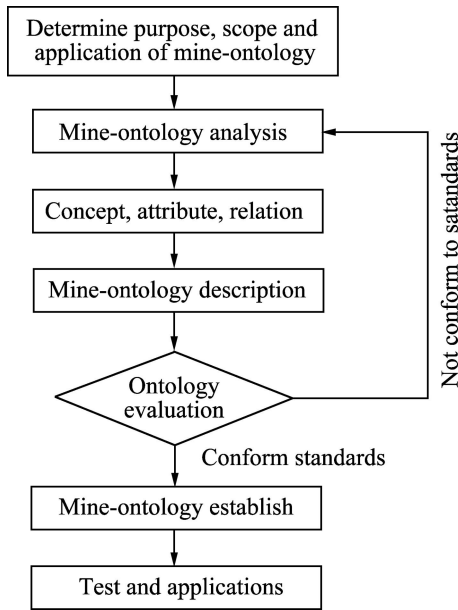 Determine purpose, scope and
application of mine-ontology
Mine-ontology analysis
Concept, attribute, relation
Mine-ontology description
Ontology
evaluation
Not conform to satandards
Conform standards
Mine-ontology establish
Test and applications